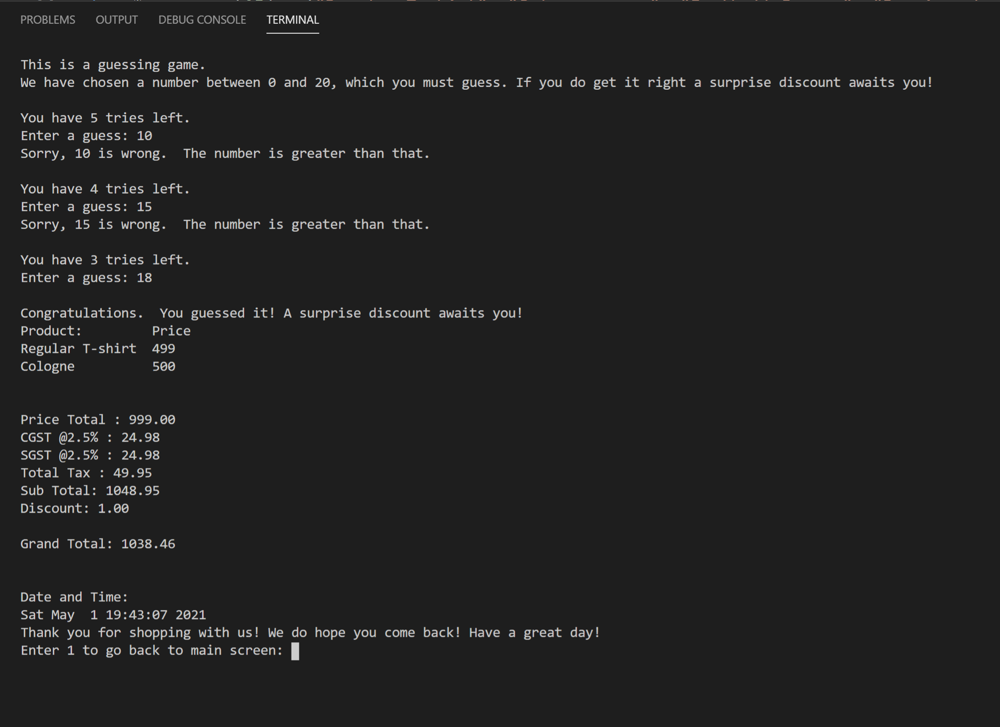 PROBLEMS OUTPUT DEBUG CONSOLE TERMINAL
This is a guessing game.
We have chosen a number between 0 and 20, which you must guess. If you do get it right a surprise discount awaits you!
You have 5 tries left.
Enter a guess: 10
Sorry, 10 is wrong.  The number is greater than that.
You have 4 tries left.
Enter a guess: 15
Sorry, 15 is wrong.  The number is greater than that.
You have 3 tries left.
Enter a guess: 18
Congratulations.  You guessed it! A surprise discount awaits you!
Product:         Price
Regular T-shirt  499
Cologne          500
Price Total : 999.00
CGST @2.5% : 24.98
SGST @2.5% : 24.98
Total Tax : 49.95
Sub Total: 1048.95
Discount: 1.00
Grand Total: 1038.46
Date and Time:
Sat May  1 19:43:07 2021
Thank you for shopping with us! We do hope you come back! Have a great day!
Enter 1 to go back to main screen: